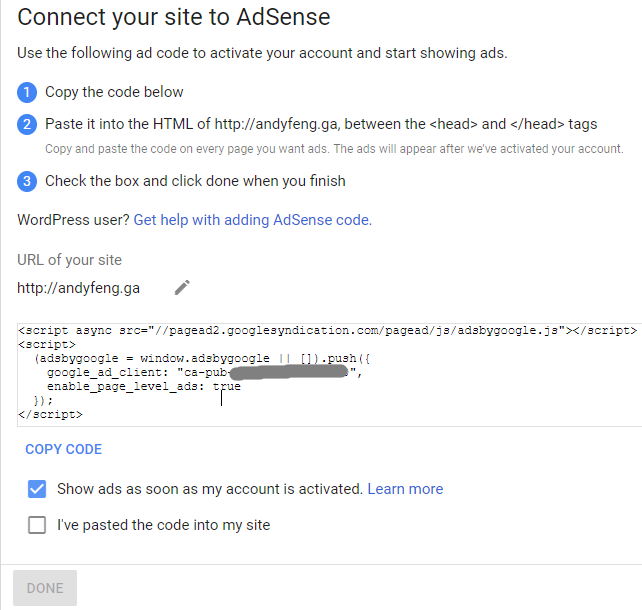 Connect your site to AdSense
Use the following ad code to activate your account and start showing ads.
1 Copy the code below
2 Paste it into the HTML of http://andyfeng.ga, between the <head> and </head> tags
Copy and paste the code on every page you want ads. The ads will appear after we've activated your account.
3 Check the box and click done when you finish
WordPress user? Get help with adding AdSense code.
URL of your site
http://andyfeng.ga
<script async src="//pagead2.googlesyndication.com/pagead/js/adsbygoogle.js"></script>
<script>
(adsbygoogle = window.adsbygoogle || []).push({
google_ad_client: "ca-pub-",
enable_page_level_ads: true
});
</script>
COPY CODE
Show ads as soon as my account is activated. Learn more
I've pasted the code into my site
DONE